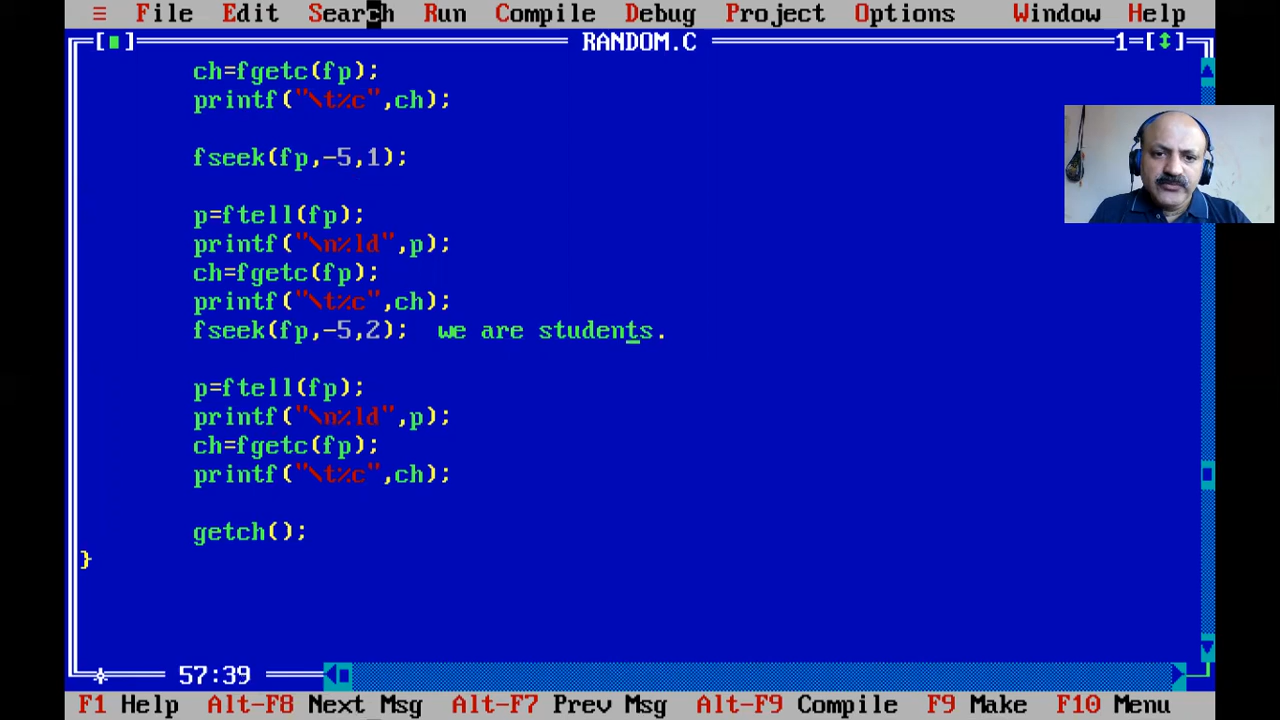 ≡ File Edit Search Run Compile Debug Project Options Window Help
[■] RANDOM.C 1=[↕]
ch=fgetc(fp);
printf("\t%c",ch);
fseek(fp,-5,1);
p=ftell(fp);
printf("\n%ld",p);
ch=fgetc(fp);
printf("\t%c",ch);
fseek(fp,-5,2); we are students.
p=ftell(fp);
printf("\n%ld",p);
ch=fgetc(fp);
printf("\t%c",ch);
getch();
}
57:39
F1 Help Alt-F8 Next Msg Alt-F7 Prev Msg Alt-F9 Compile F9 Make F10 Menu